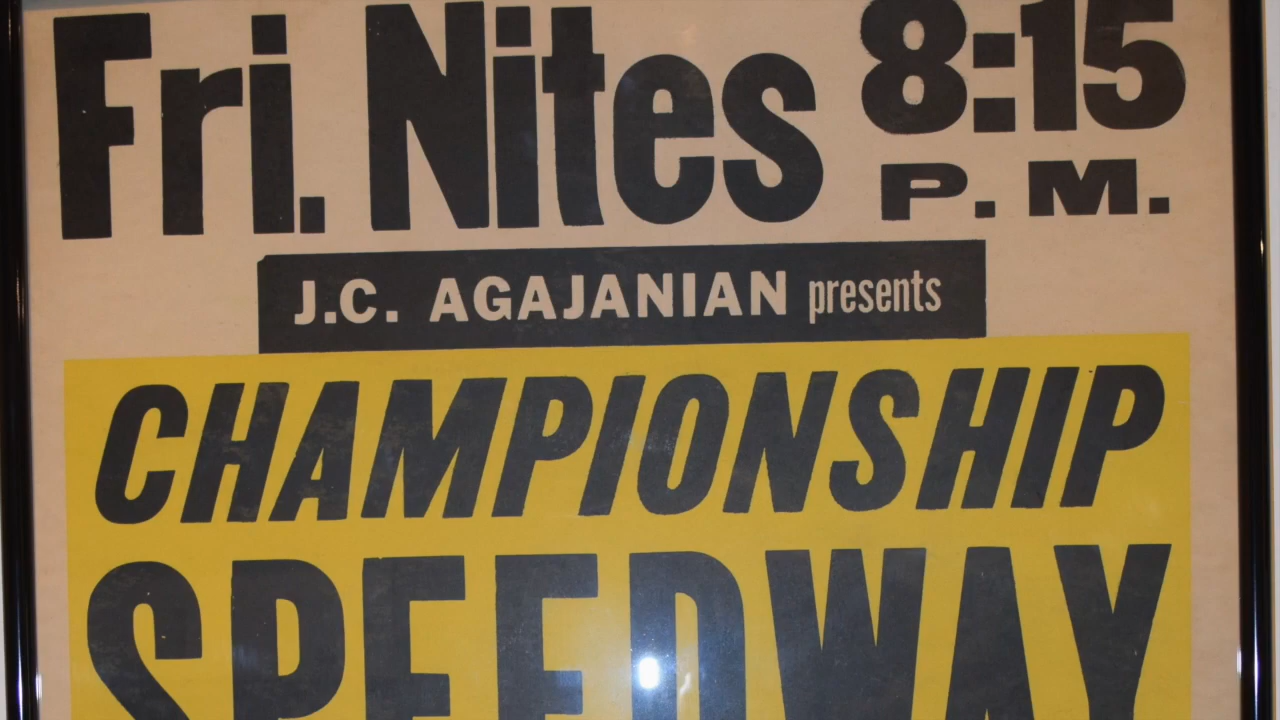 Fri. Nites 8:15
P. M.
J.C. AGAJANIAN presents
CHAMPIONSHIP
SPEEDWAY